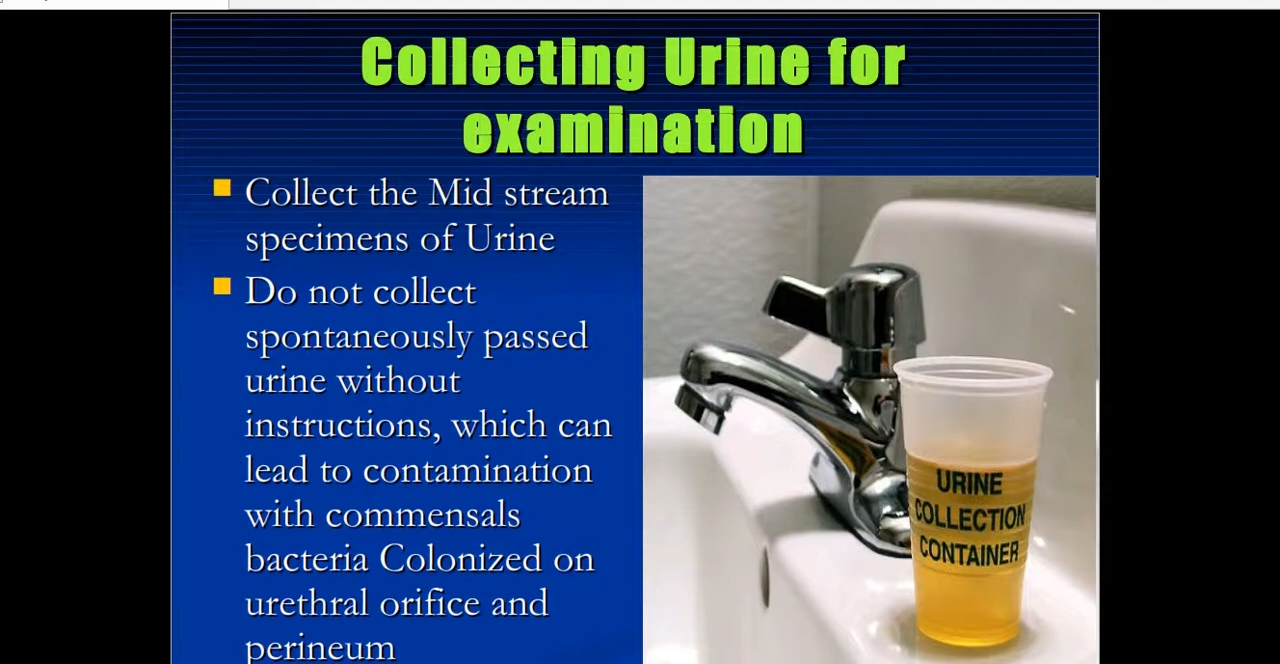 Collecting Urine for
examination
Collect the Mid stream
specimens of Urine
Do not collect
spontaneously passed
urine without
instructions, which can
lead to contamination
with commensals
bacteria Colonized on
urethral orifice and
perineum
URINE
COLLECTION
CONTAINER